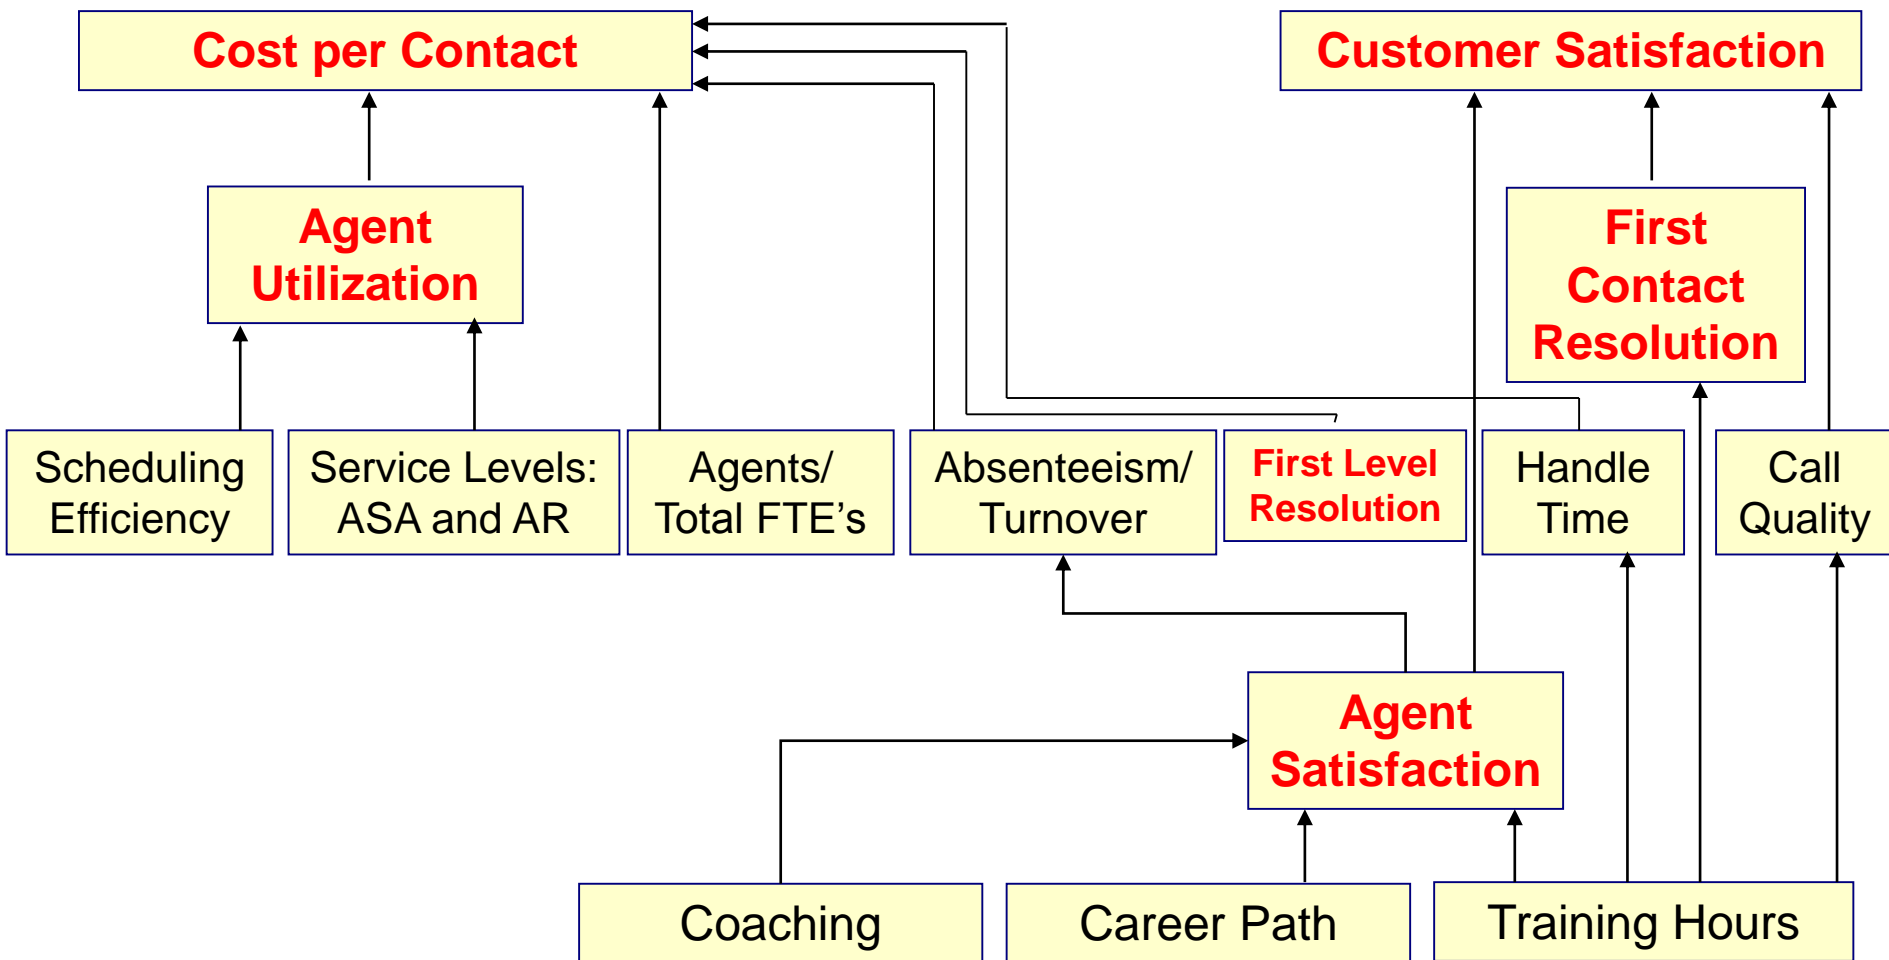 Cost per Contact
Customer Satisfaction
Agent
Utilization
First
Contact
Resolution
Scheduling
Efficiency
Service Levels:
ASA and AR
Agents/
Total FTE’s
Absenteeism/
Turnover
First Level
Resolution
Handle
Time
Call
Quality
Agent
Satisfaction
Coaching
Career Path
Training Hours